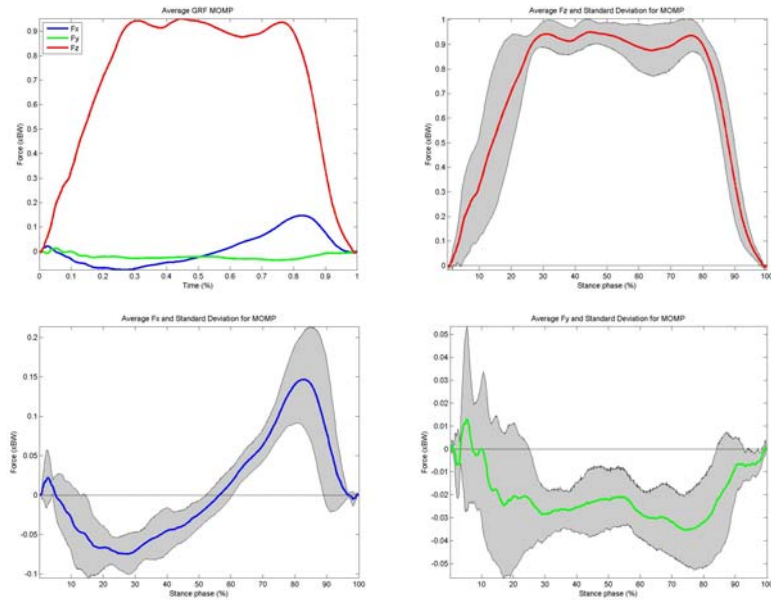 Average GRF MOMP
Fx
Fy
Fz
Force (xBW)
1
0.9
0.8
0.7
0.6
0.5
0.4
0.3
0.2
0.1
0
-0.1
0 0.1 0.2 0.3 0.4 0.5 0.6 0.7 0.8 0.9 1
Time (%)
Average Fz and Standard Deviation for MOMP
Force (xBW)
1
0.9
0.8
0.7
0.6
0.5
0.4
0.3
0.2
0.1
0
10 20 30 40 50 60 70 80 90 100
Stance phase (%)
Average Fx and Standard Deviation for MOMP
Force (xBW)
0.2
0.15
0.1
0.05
0
-0.05
-0.1
10 20 30 40 50 60 70 80 90 100
Stance phase (%)
Average Fy and Standard Deviation for MOMP
Force (xBW)
0.05
0.04
0.03
0.02
0.01
0
-0.01
-0.02
-0.03
-0.04
-0.05
10 20 30 40 50 60 70 80 90 100
Stance phase (%)